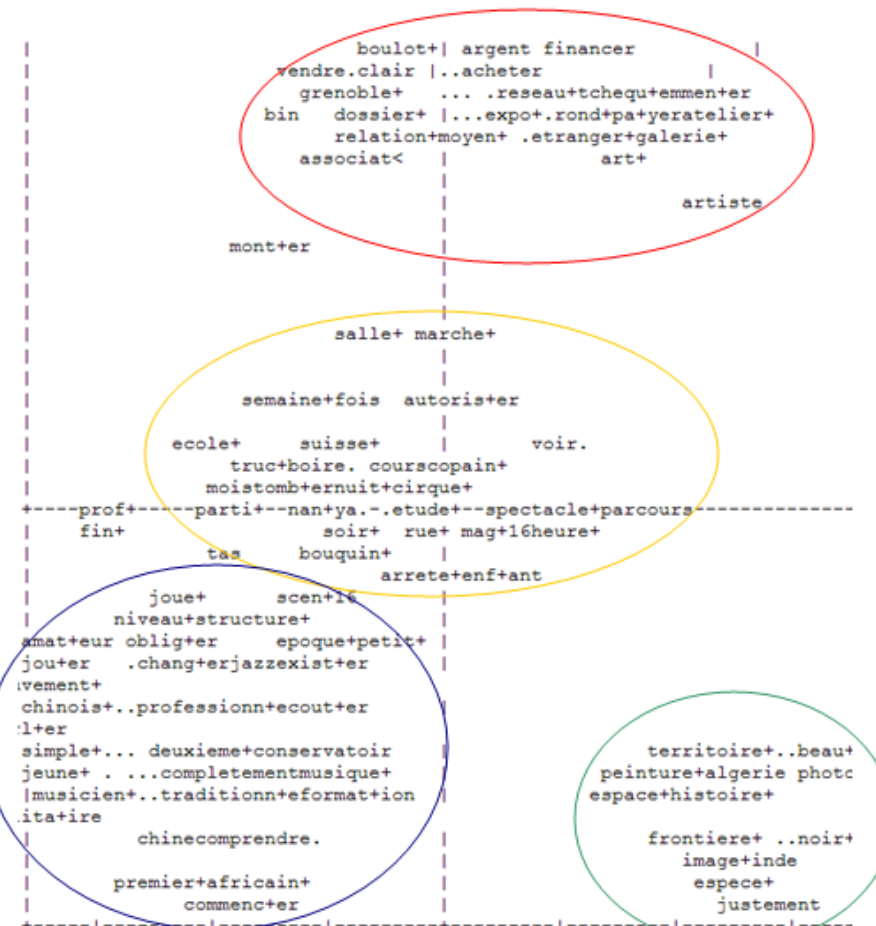 boulot+| argent financer |
vendre.clair |..acheter |
grenoble+ ... .reseau+tchequ+emmen+er
bin dossier+ |...expo+.rond+pa+yeratelier+
relation+moyen+ .etranger+galerie+
associat< | art+
artiste
mont+er
salle+ marche+
semaine+fois autoris+er
ecole+ suisse+ | voir.
truc+boire. courscopain+
moistomb+ernuit+cirque+
+----prof+-----parti+--nan+ya.-.etude+--spectacle+parcours--------------
fin+ soir+ rue+ mag+16heure+
tas bouquin+ |
arrete+enf+ant
joue+ scen+16
niveau+structure+
amat+eur oblig+er epoque+petit+
jou+er .chang+erjazzexist+er
vement+
chinois+..professionn+ecout+er
l+er
simple+... deuxieme+conservatoir
territoire+..beau+
jeune+ . ...completementmusique+
peinture+algerie photo
|musicien+..traditionn+eformat+ion
espace+histoire+
ita+ire
chinecomprendre.
frontiere+ ..noir+
image+inde
premier+africain+
espece+
commenc+er
justement